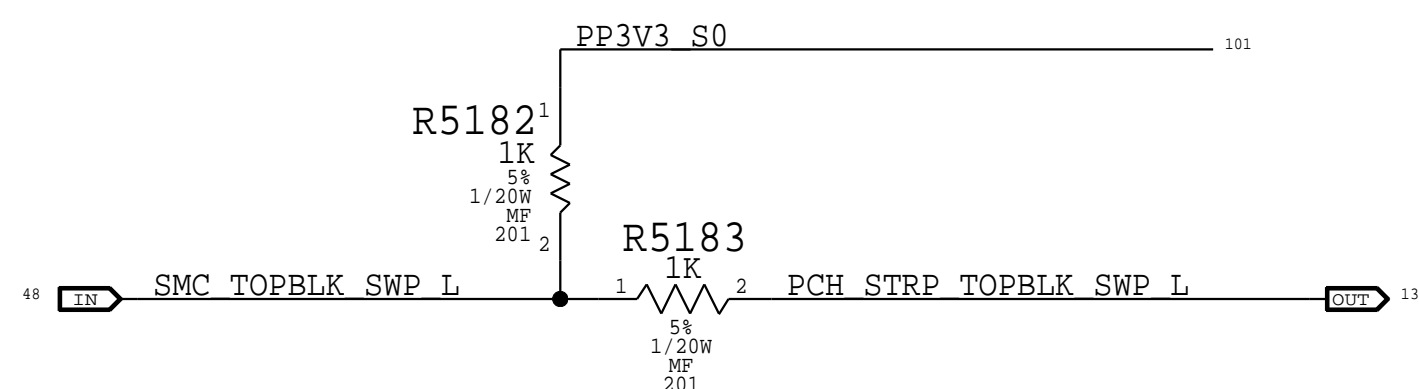 PP3V3_S0
101
R5182
1
1K
5%
1/20W
MF
201
2
R5183
1K
48
IN
SMC_TOPBLK_SWP_L
1
2
PCH_STRP_TOPBLK_SWP_L
OUT
13
5%
1/20W
MF
201